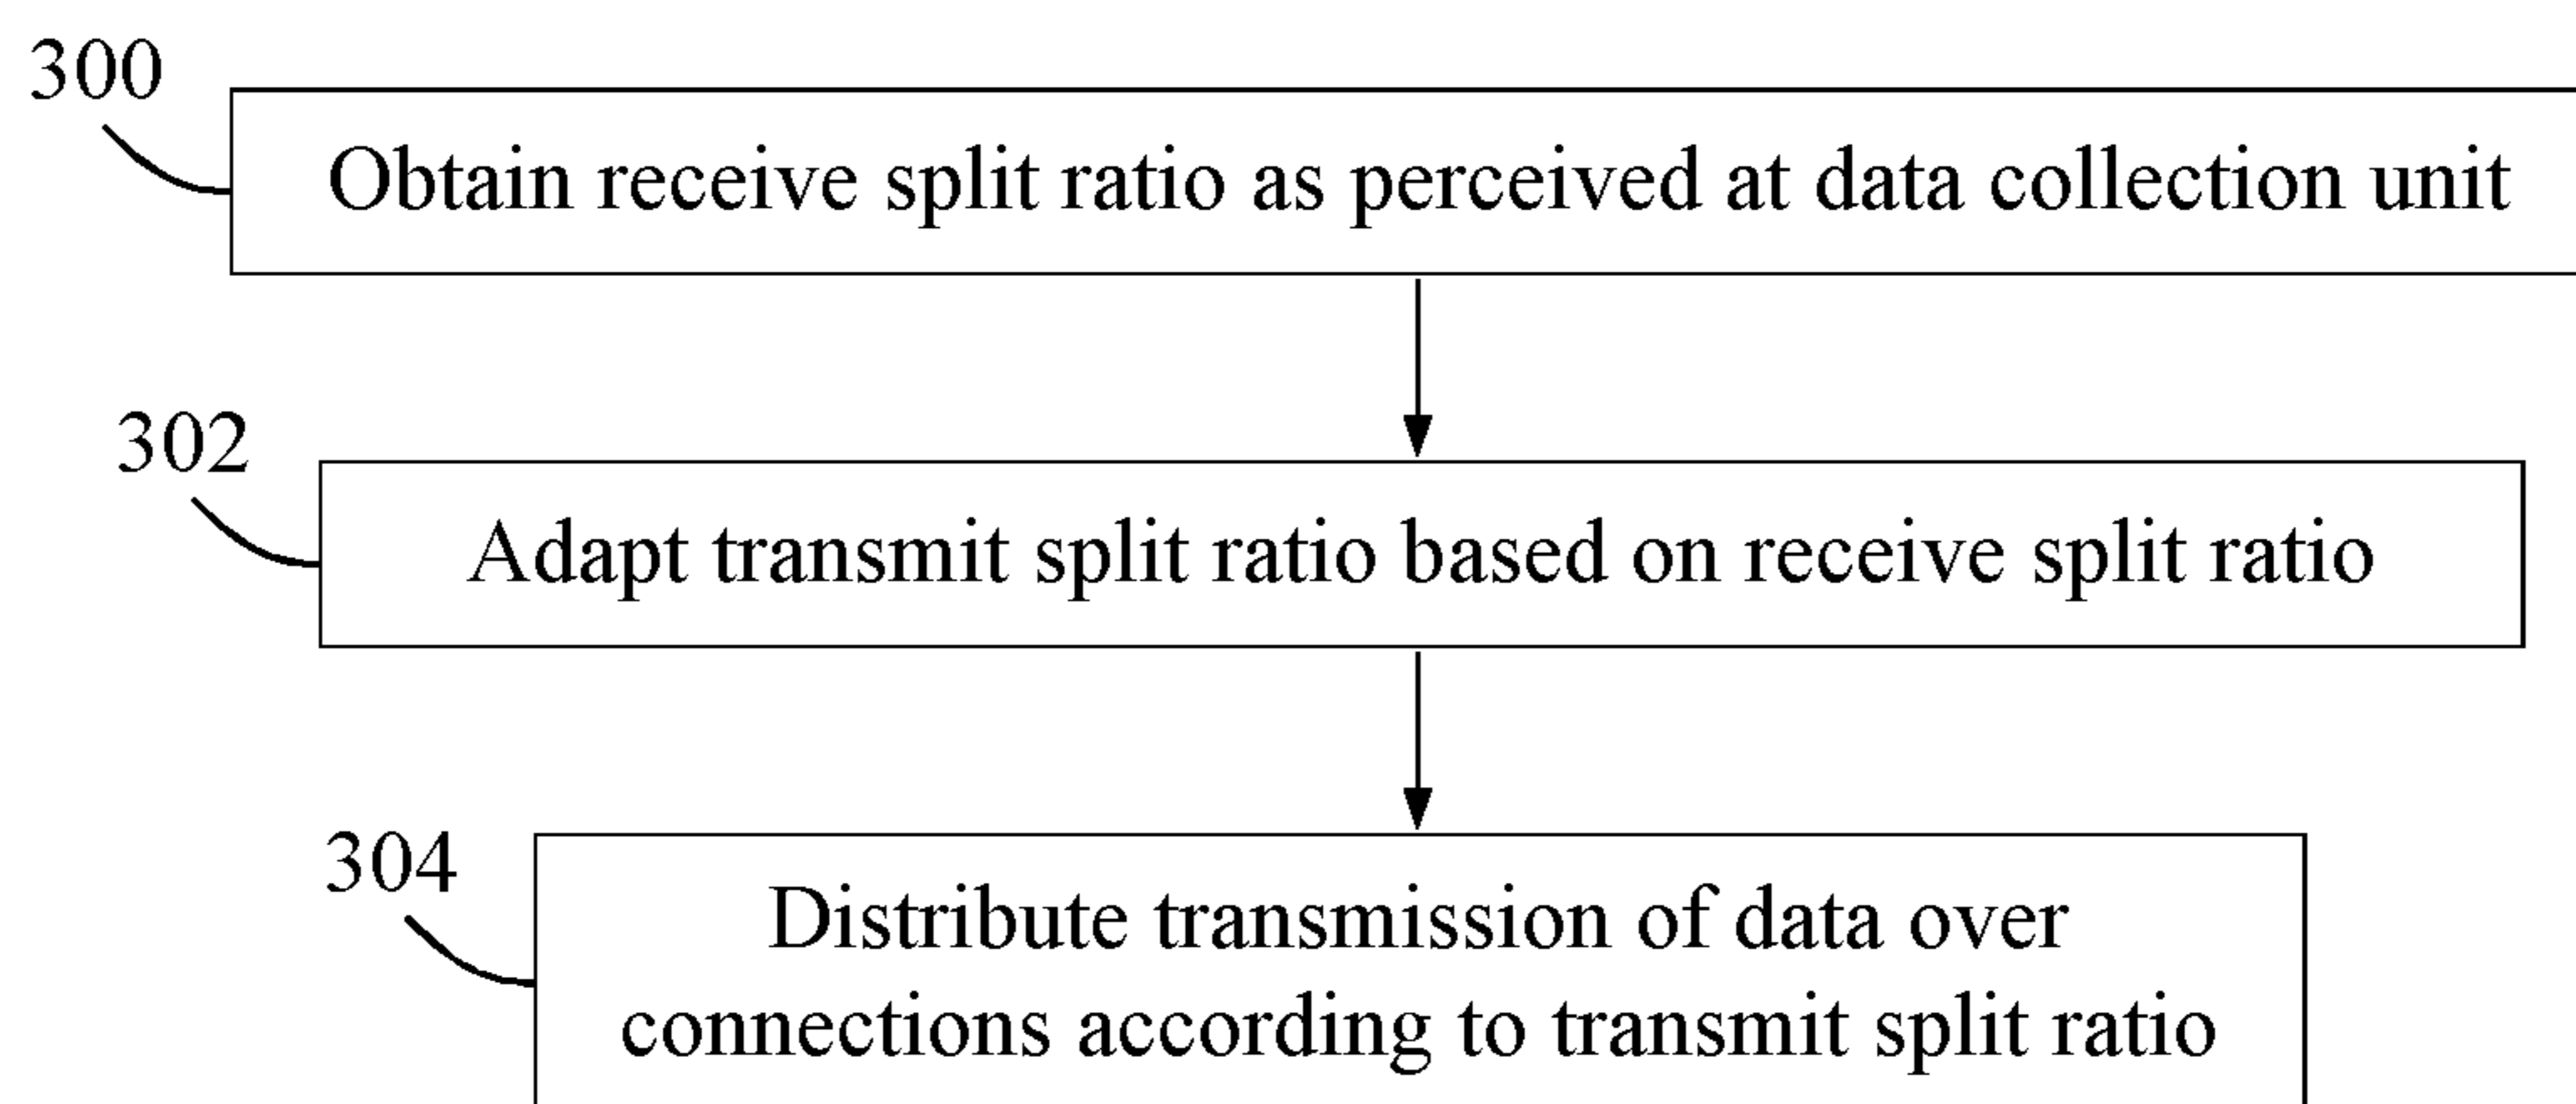 300
Obtain receive split ratio as perceived at data collection unit
302
Adapt transmit split ratio based on receive split ratio
304
Distribute transmission of data over
connections according to transmit split ratio